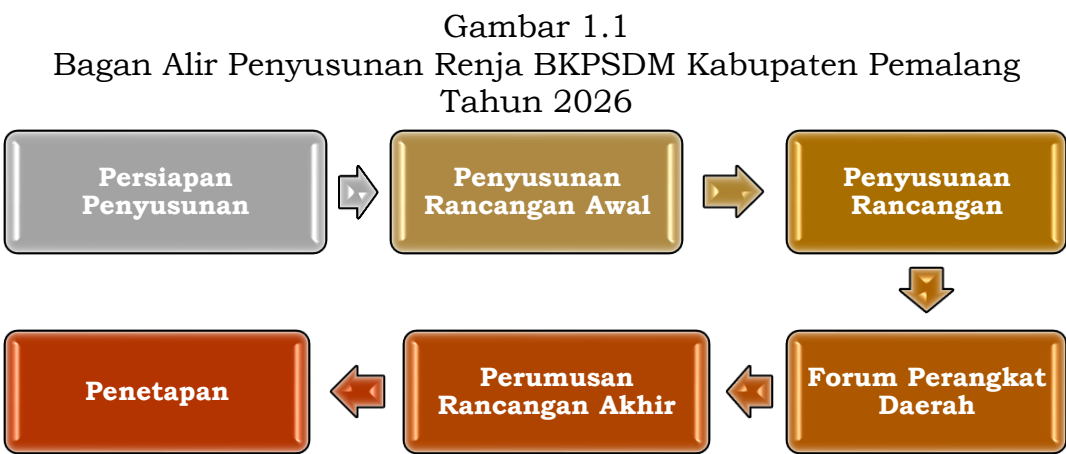 Gambar 1.1
Bagan Alir Penyusunan Renja BKPSDM Kabupaten Pemalang
Tahun 2026
Persiapan
Penyusunan
Penyusunan
Rancangan Awal
Penyusunan
Rancangan
Forum Perangkat
Daerah
Perumusan
Rancangan Akhir
Penetapan